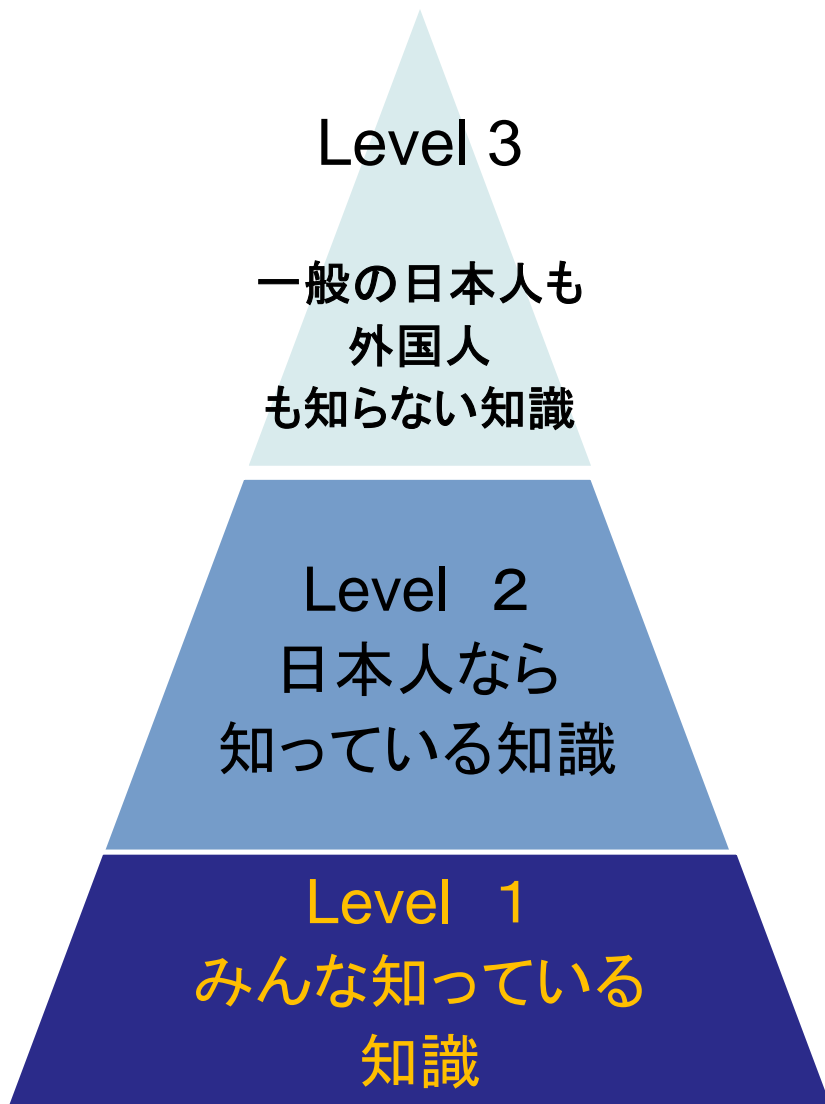 Level 3
一般の日本人も
外国人
も知らない知識
Level　２
日本人なら
知っている知識
Level　１
みんな知っている
知識